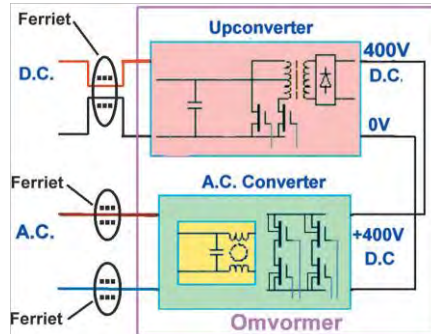 Ferriet
Upconverter
400V
D.C.
D.C.
0V
Ferriet
A.C. Converter
A.C.
+400V
D.C
Ferriet
Omvormer